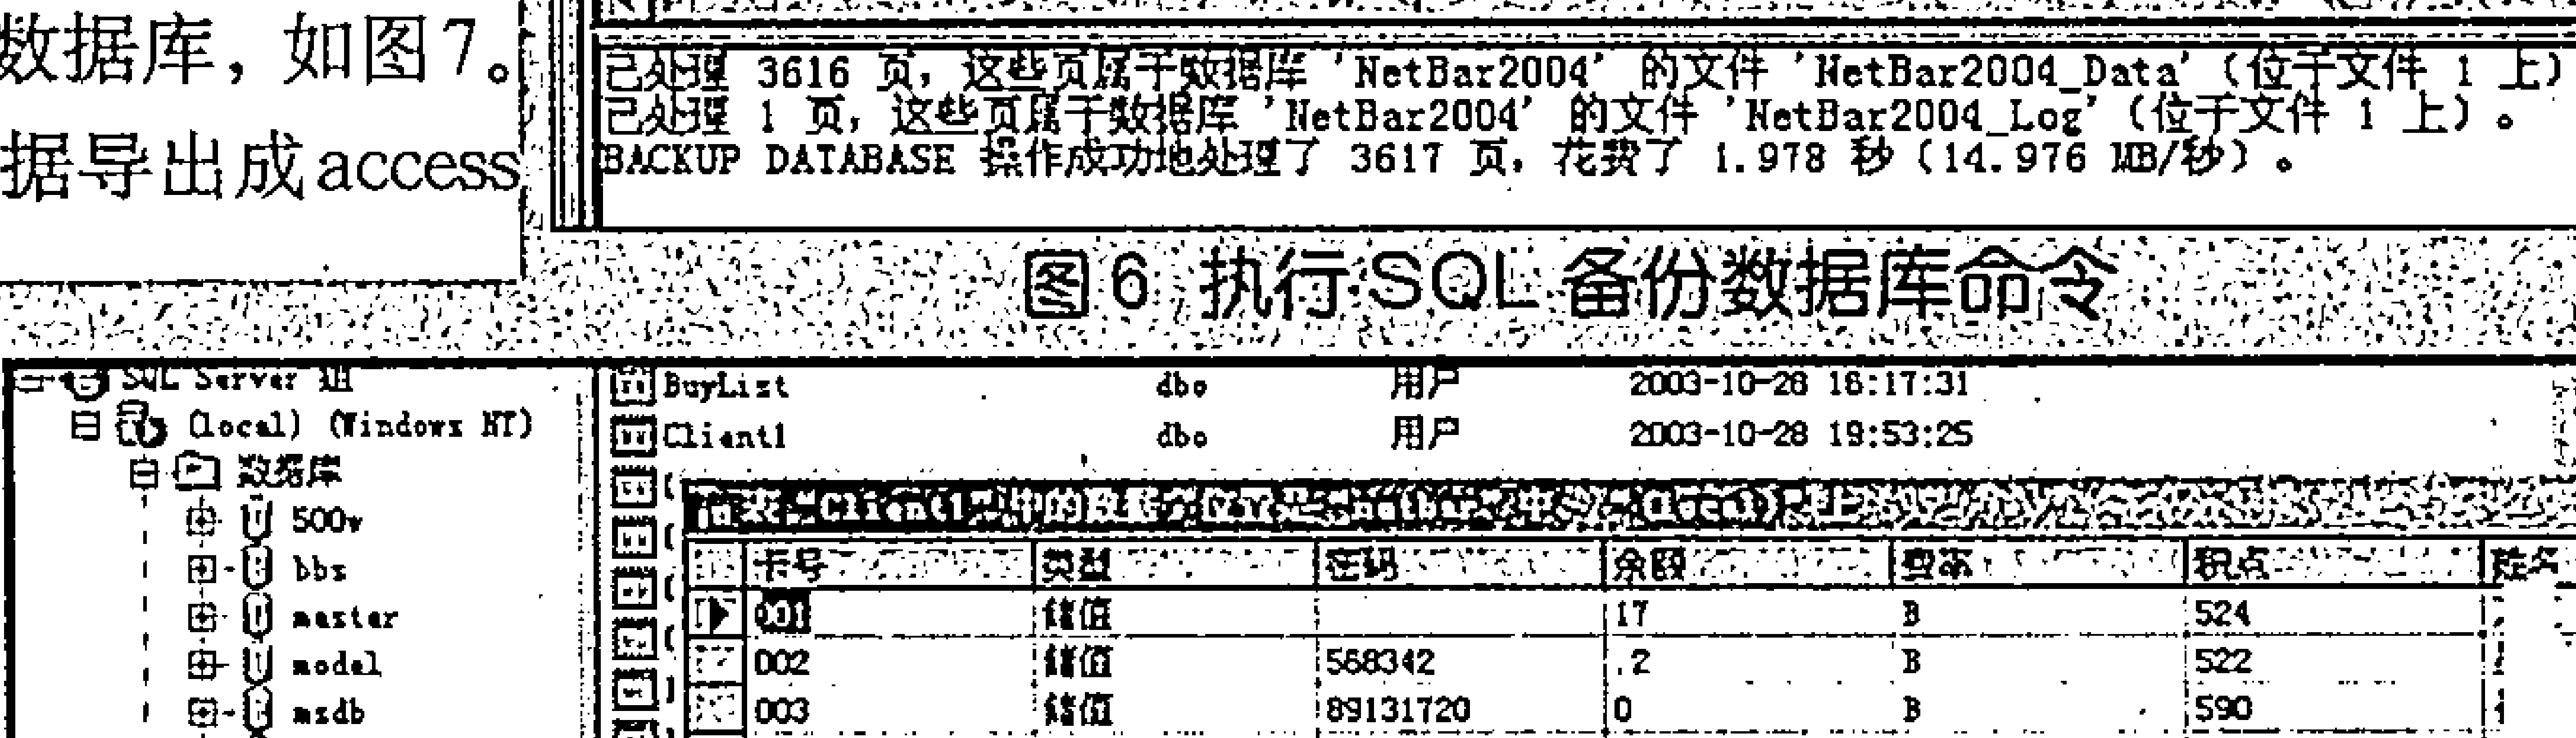 数据库，如图7。
据导出成access
已处理 3616 页，这些页属于数据库 'NetBar2004' 的文件 'NetBar2004_Data'（位于文件 1 上）
已处理 1 页，这些页属于数据库 'NetBar2004' 的文件 'NetBar2004_Log'（位于文件 1 上）。
BACKUP DATABASE 操作成功地处理了 3617 页，花费了 1.978 秒（14.976 MB/秒）。
图6 执行SQL备份数据库命令
SQL Server 组
(local) (Windows NT)
数据库
500v
bbs
master
model
msdb
BuyList dbo 用户 2003-10-28 16:17:31
Client1 dbo 用户 2003-10-28 19:53:25
卡号 类型 密码 余额 积点 姓名
001 储值 17 B 524
002 储值 568342 .2 B 522
003 储值 89131720 0 B 590